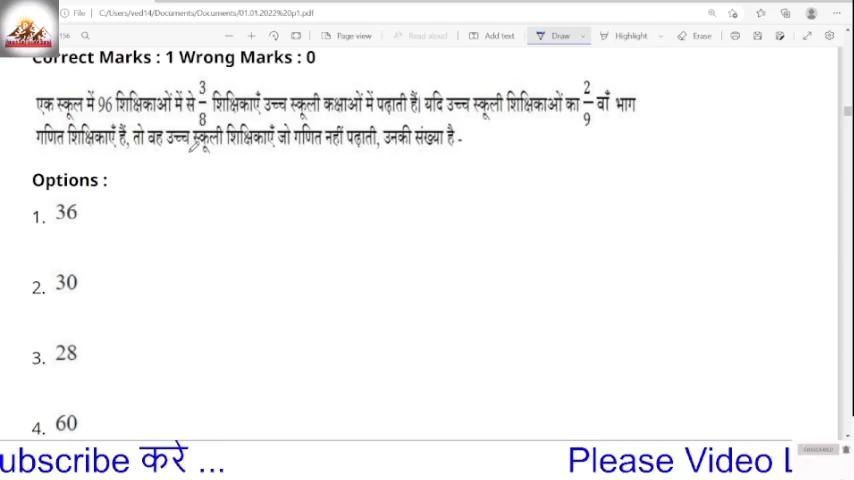 File | C:/Users/ved14/Documents/Documents/01.01.2022%20p1.pdf
156 Page view Read aloud Add text Draw Highlight Erase
Correct Marks : 1 Wrong Marks : 0
एक स्कूल में 96 शिक्षिकाओं में से 3/8 शिक्षिकाएँ उच्च स्कूली कक्षाओं में पढ़ाती हैं। यदि उच्च स्कूली शिक्षिकाओं का 2/9 वाँ भाग
गणित शिक्षिकाएँ हैं, तो वह उच्च स्कूली शिक्षिकाएँ जो गणित नहीं पढ़ाती, उनकी संख्या है -
Options :
1. 36
2. 30
3. 28
4. 60
ubscribe करे ... Please Video L